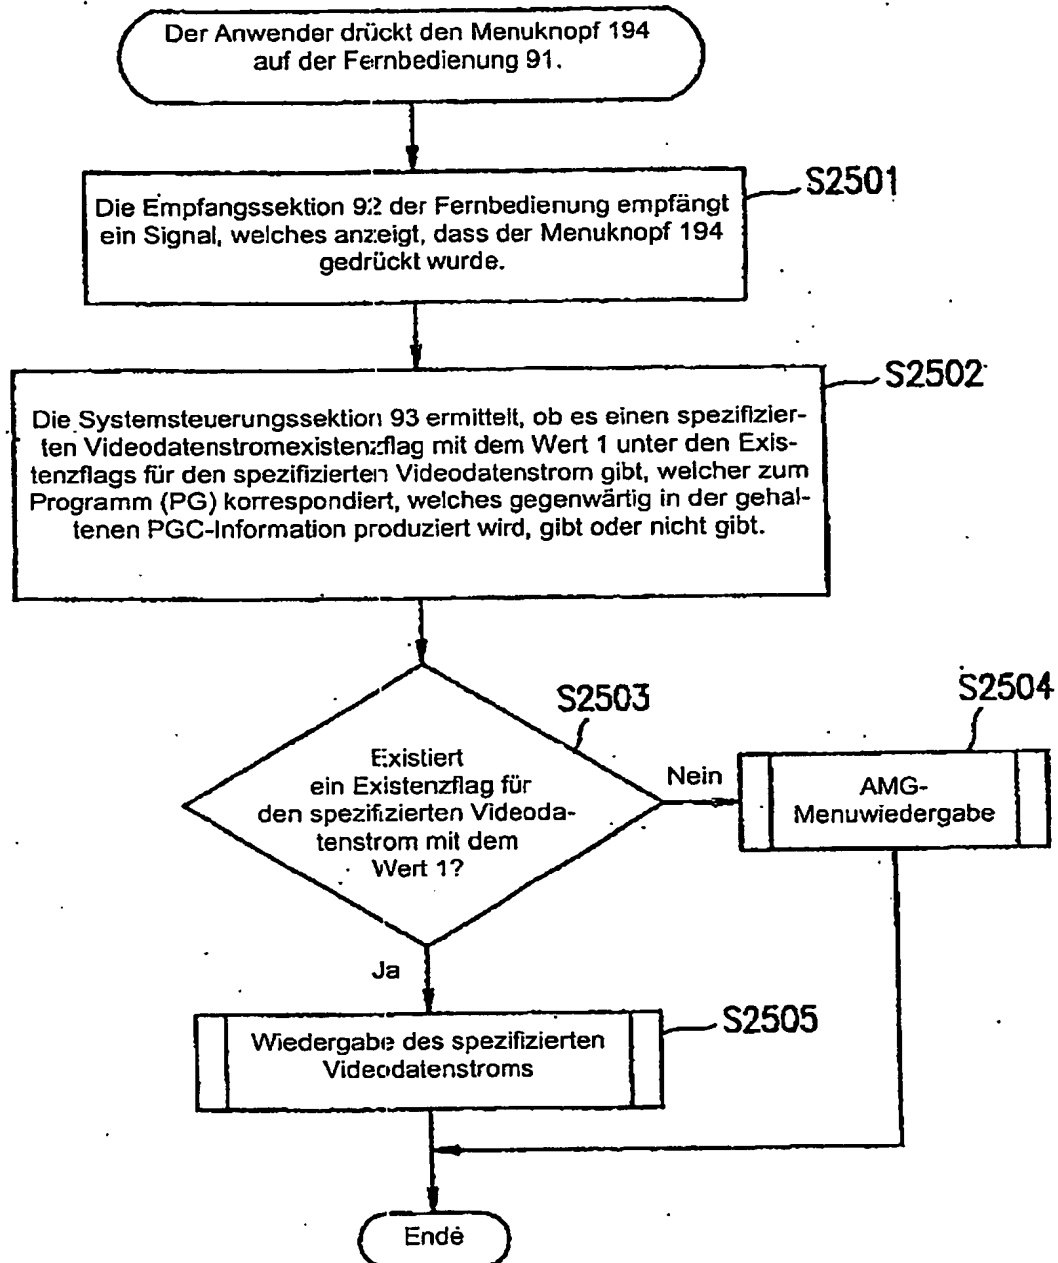 Der Anwender drückt den Menuknopf 194
auf der Fernbedienung 91.
S2501
Die Empfangssektion 92 der Fernbedienung empfängt
ein Signal, welches anzeigt, dass der Menuknopf 194
gedrückt wurde.
S2502
Die Systemsteuerungssektion 93 ermittelt, ob es einen spezifizier-
ten Videodatenstromexistenzflag mit dem Wert 1 unter den Exis-
tenzflags für den spezifizierten Videodatenstrom gibt, welcher zum
Programm (PG) korrespondiert, welches gegenwärtig in der gehal-
tenen PGC-Information produziert wird, gibt oder nicht gibt.
S2503
Existiert
ein Existenzflag für
den spezifizierten Videoda-
tenstrom mit dem
Wert 1?
Nein
S2504
AMG-
Menuwiedergabe
Ja
S2505
Wiedergabe des spezifizierten
Videodatenstroms
Ende